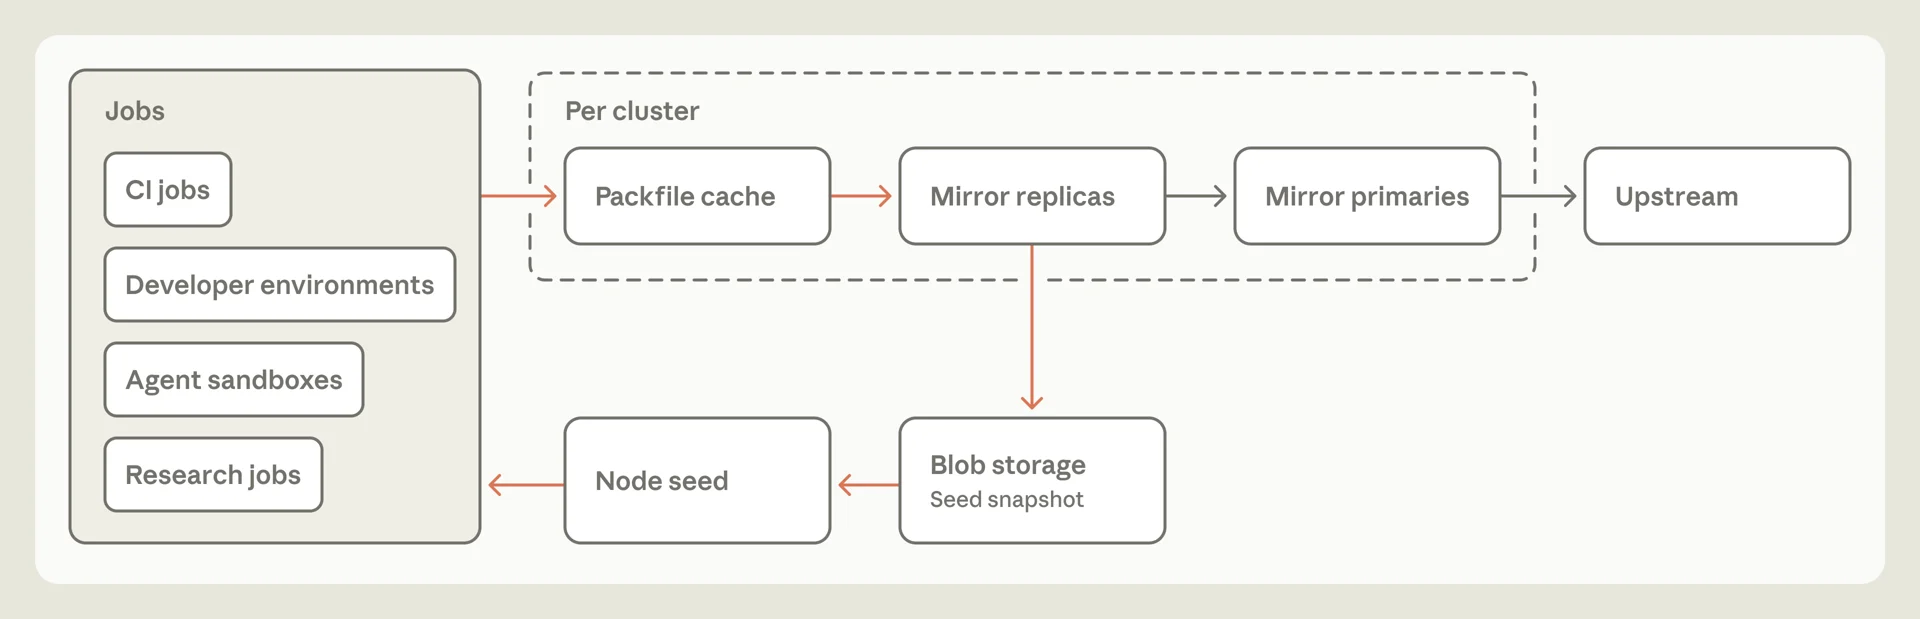 Jobs
CI jobs
Developer environments
Agent sandboxes
Research jobs
Per cluster
Packfile cache
Mirror replicas
Mirror primaries
Upstream
Node seed
Blob storage
Seed snapshot